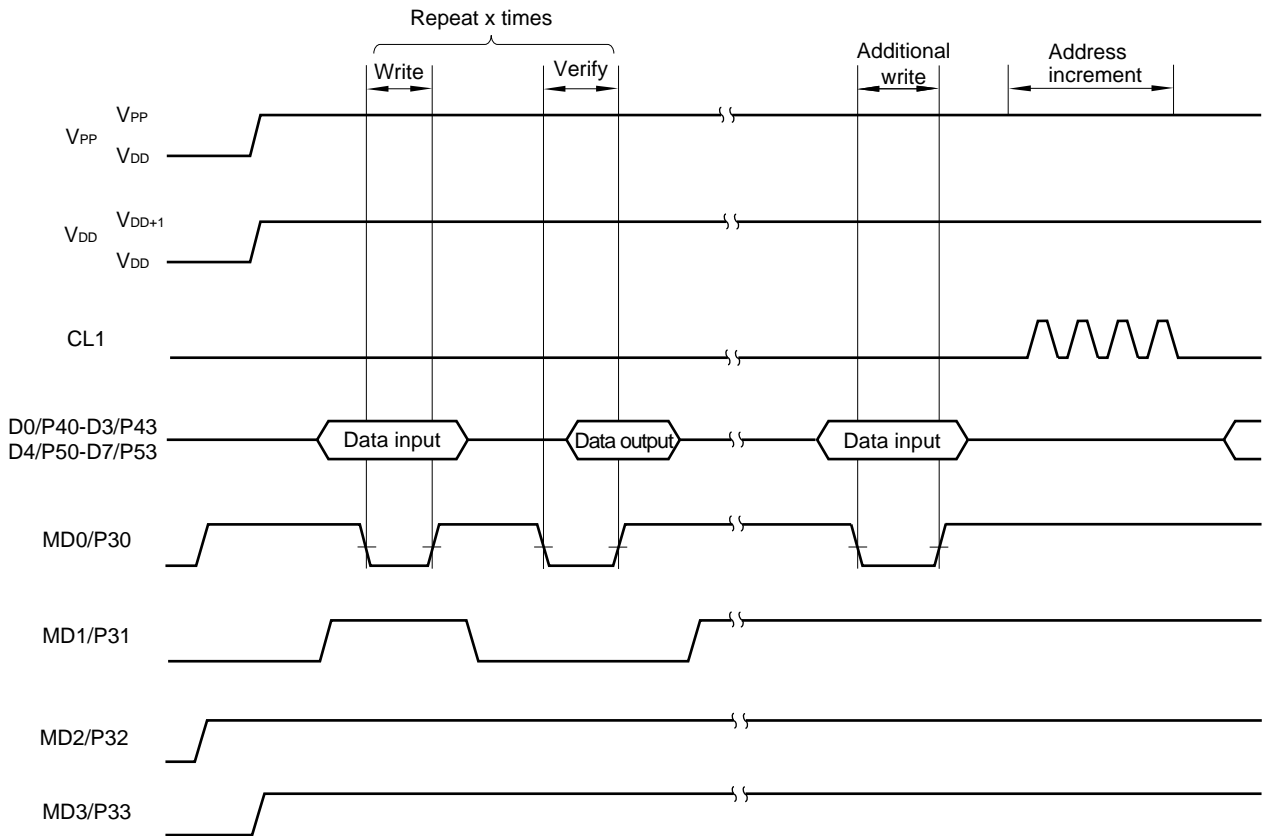 Repeat x times
Write
Verify
Additional
write
Address
increment
VPP
VPP
VDD
VDD+1
VDD
VDD
CL1
D0/P40-D3/P43
D4/P50-D7/P53
Data input
Data output
Data input
MD0/P30
MD1/P31
MD2/P32
MD3/P33